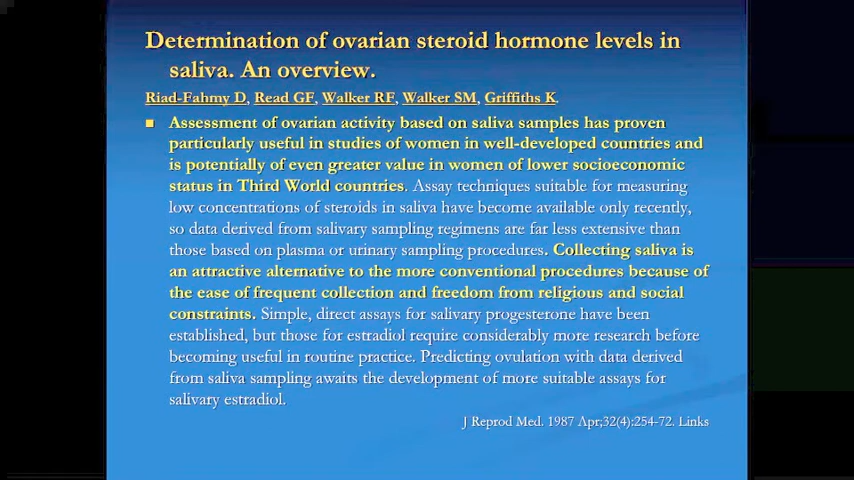 Determination of ovarian steroid hormone levels in
saliva. An overview.
Riad-Fahmy D, Read GF, Walker RF, Walker SM, Griffiths K.
Assessment of ovarian activity based on saliva samples has proven
particularly useful in studies of women in well-developed countries and
is potentially of even greater value in women of lower socioeconomic
status in Third World countries. Assay techniques suitable for measuring
low concentrations of steroids in saliva have become available only recently,
so data derived from salivary sampling regimens are far less extensive than
those based on plasma or urinary sampling procedures. Collecting saliva is
an attractive alternative to the more conventional procedures because of
the ease of frequent collection and freedom from religious and social
constraints. Simple, direct assays for salivary progesterone have been
established, but those for estradiol require considerably more research before
becoming useful in routine practice. Predicting ovulation with data derived
from saliva sampling awaits the development of more suitable assays for
salivary estradiol.
J Reprod Med. 1987 Apr;32(4):254-72. Links